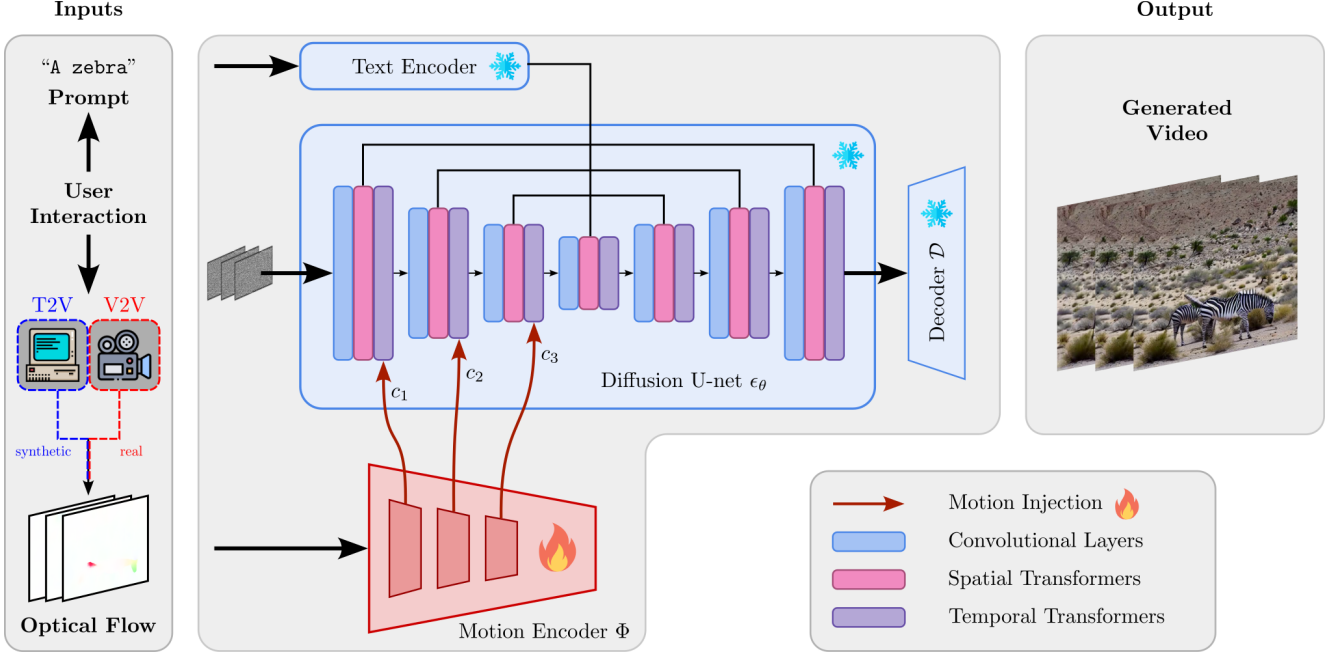 Inputs
“A zebra”
Prompt
User
Interaction
T2V V2V
synthetic real
Optical Flow
Text Encoder
c₁
c₂
c₃
Diffusion U-net ϵ_θ
Decoder 𝒟
Motion Encoder Φ
Output
Generated
Video
Motion Injection
Convolutional Layers
Spatial Transformers
Temporal Transformers